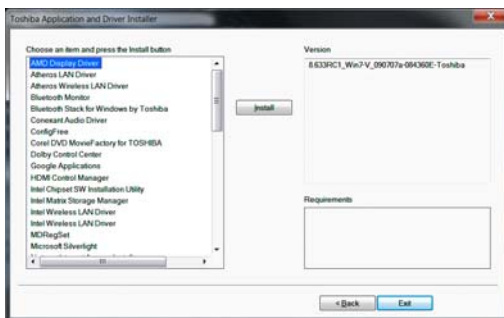 Toshiba Application and Driver Installer
Choose an item and press the Install button
AMD Display Driver
Atheros LAN Driver
Atheros Wireless LAN Driver
Bluetooth Monitor
Bluetooth Stack for Windows by Toshiba
Conexant Audio Driver
ConfigFree
Corel DVD MovieFactory for TOSHIBA
Dolby Control Center
Google Applications
HDMI Control Manager
Intel Chipset SW Installation Utility
Intel Matrix Storage Manager
Intel Wireless LAN Driver
Intel Wireless LAN Driver
MDRegSet
Microsoft Silverlight
Install
Version
8.633RC1_Win7-V_090707a-084360E-Toshiba
Requirements
< Back
Exit